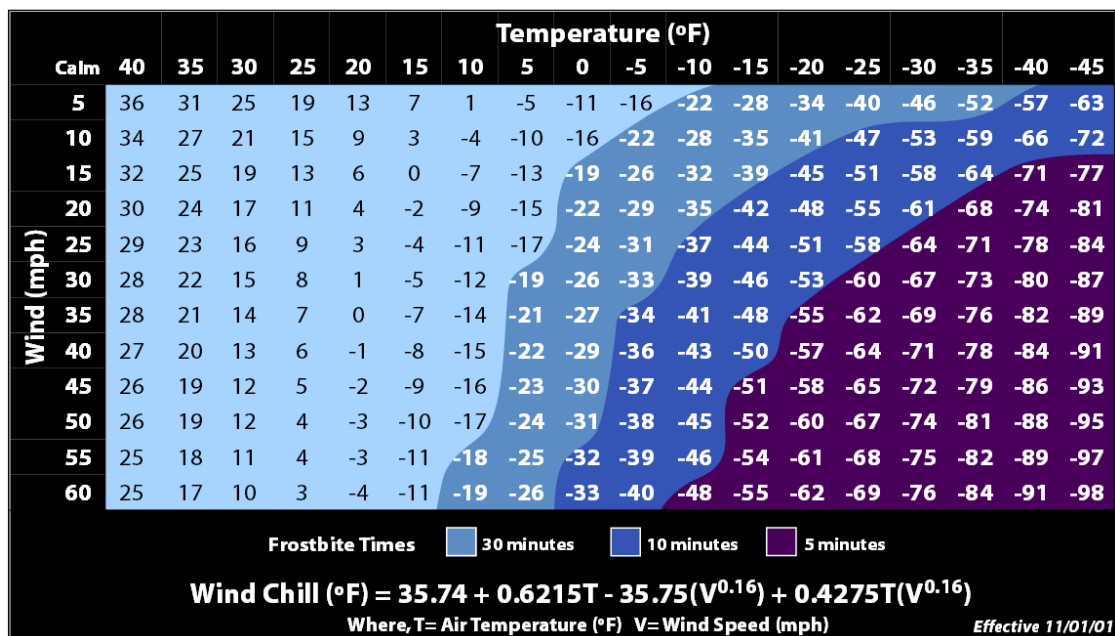 Temperature (ºF)
Calm 40 35 30 25 20 15 10 5 0 -5 -10 -15 -20 -25 -30 -35 -40 -45
5 36 31 25 19 13 7 1 -5 -11 -16 -22 -28 -34 -40 -46 -52 -57 -63
10 34 27 21 15 9 3 -4 -10 -16 -22 -28 -35 -41 -47 -53 -59 -66 -72
15 32 25 19 13 6 0 -7 -13 -19 -26 -32 -39 -45 -51 -58 -64 -71 -77
20 30 24 17 11 4 -2 -9 -15 -22 -29 -35 -42 -48 -55 -61 -68 -74 -81
25 29 23 16 9 3 -4 -11 -17 -24 -31 -37 -44 -51 -58 -64 -71 -78 -84
30 28 22 15 8 1 -5 -12 -19 -26 -33 -39 -46 -53 -60 -67 -73 -80 -87
35 28 21 14 7 0 -7 -14 -21 -27 -34 -41 -48 -55 -62 -69 -76 -82 -89
40 27 20 13 6 -1 -8 -15 -22 -29 -36 -43 -50 -57 -64 -71 -78 -84 -91
45 26 19 12 5 -2 -9 -16 -23 -30 -37 -44 -51 -58 -65 -72 -79 -86 -93
50 26 19 12 4 -3 -10 -17 -24 -31 -38 -45 -52 -60 -67 -74 -81 -88 -95
55 25 18 11 4 -3 -11 -18 -25 -32 -39 -46 -54 -61 -68 -75 -82 -89 -97
60 25 17 10 3 -4 -11 -19 -26 -33 -40 -48 -55 -62 -69 -76 -84 -91 -98
Wind (mph)
Frostbite Times 30 minutes 10 minutes 5 minutes
Wind Chill (ºF) = 35.74 + 0.6215T - 35.75(V^0.16) + 0.4275T(V^0.16)
Where, T= Air Temperature (ºF) V= Wind Speed (mph) Effective 11/01/01